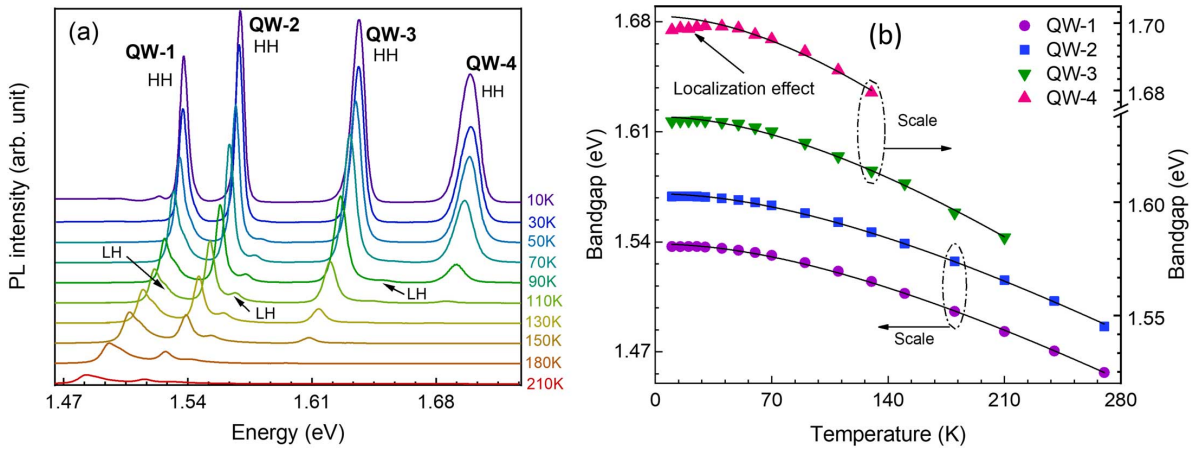 (a)
QW-1
HH
QW-2
HH
QW-3
HH
QW-4
HH
PL intensity (arb. unit)
10K
30K
50K
70K
90K
110K
130K
150K
180K
210K
LH
LH
LH
1.47
1.54
1.61
1.68
Energy (eV)
(b)
QW-1
QW-2
QW-3
QW-4
Localization effect
Scale
Scale
Bandgap (eV)
1.68
1.61
1.54
1.47
0
70
140
210
280
Temperature (K)
1.70
1.68
1.60
1.55
Bandgap (eV)